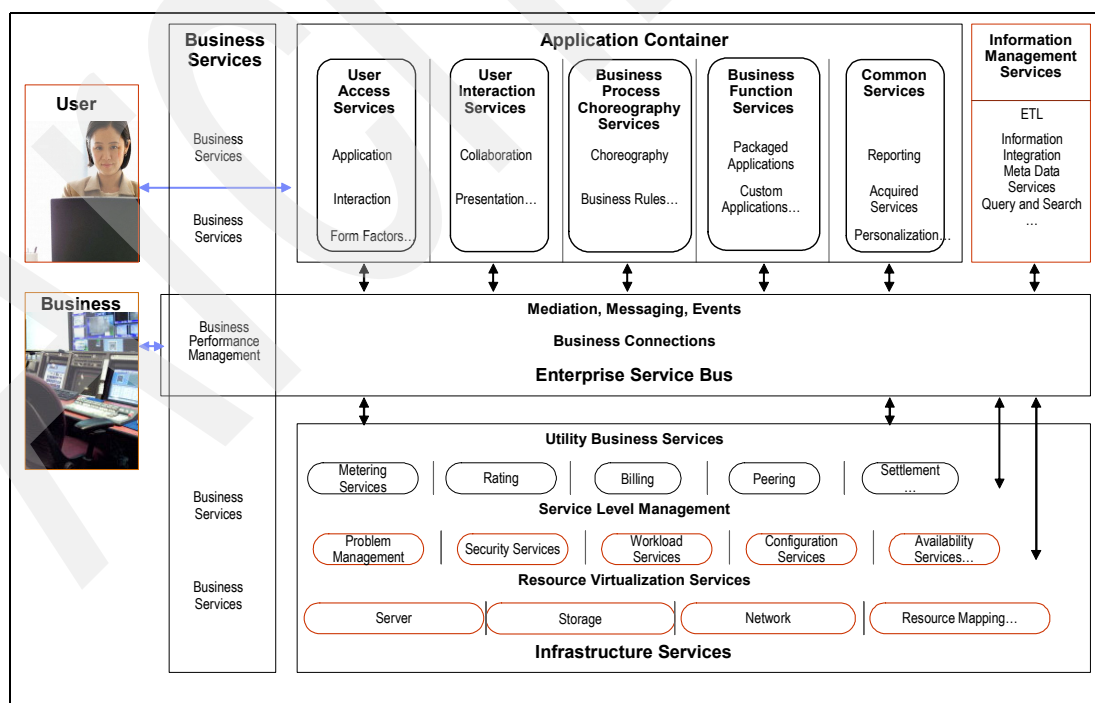 Business
Services
Application Container
Information
Management
Services
User
User
Access
Services
User
Interaction
Services
Business
Process
Choreography
Services
Business
Function
Services
Common
Services
ETL
Information
Integration
Meta Data
Services
Query and Search
…
Business
Services
Business
Services
Application
Interaction
Form Factors…
Collaboration
Presentation…
Choreography
Business Rules…
Packaged
Applications
Custom
Applications…
Reporting
Acquired
Services
Personalization…
Business
Business
Performance
Management
Mediation, Messaging, Events
Business Connections
Enterprise Service Bus
Utility Business Services
Metering
Services
Rating
Billing
Peering
Settlement
…
Business
Services
Service Level Management
Problem
Management
Security Services
Workload
Services
Configuration
Services
Availability
Services…
Business
Services
Resource Virtualization Services
Server
Storage
Network
Resource Mapping…
Infrastructure Services